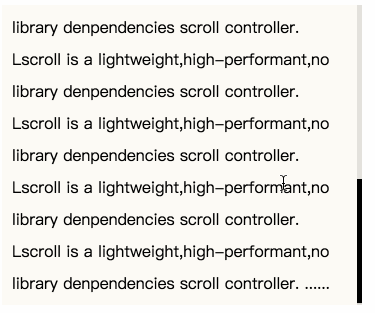 library denpendencies scroll controller.
Lscroll is a lightweight,high-performant,no
library denpendencies scroll controller.
Lscroll is a lightweight,high-performant,no
library denpendencies scroll controller.
Lscroll is a lightweight,high-performant,no
library denpendencies scroll controller.
Lscroll is a lightweight,high-performant,no
library denpendencies scroll controller. ......